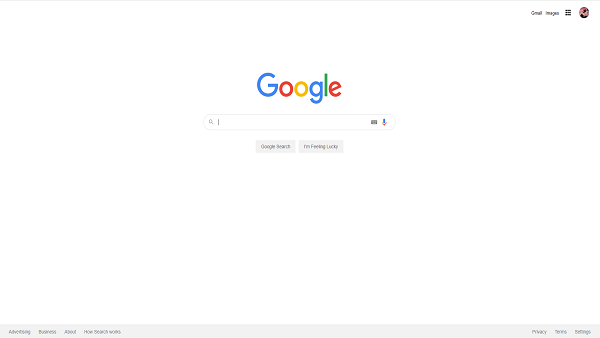 Gmail Images
Google
Google Search I'm Feeling Lucky
Advertising Business About How Search works Privacy Terms Settings